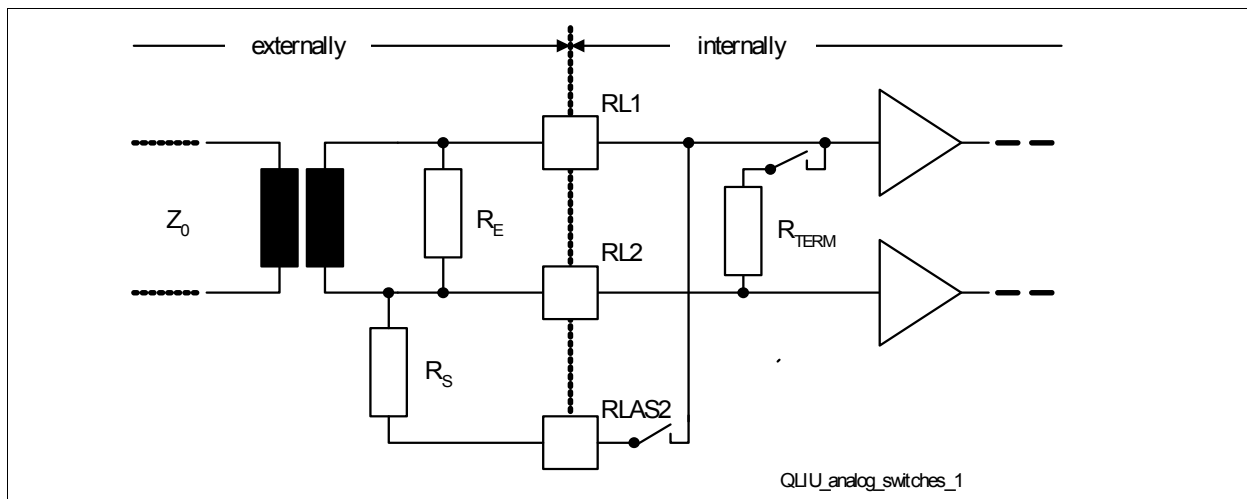 externally internally
RL1
Z0 RE RTERM
RL2
RS
RLAS2
QLIU_analog_switches_1